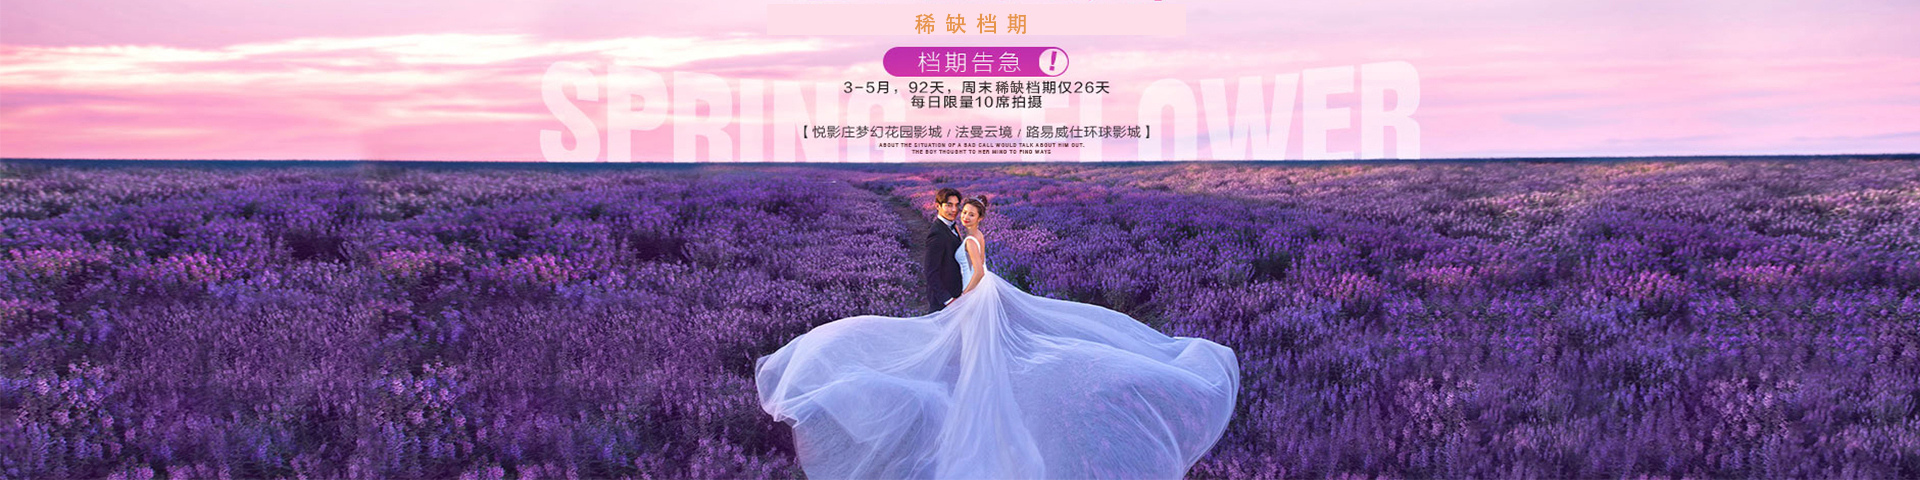 稀缺档期
档期告急!
SPRING FLOWER
3-5月，92天，周末稀缺档期仅26天
每日限量10席拍摄
【悦影庄梦幻花园影城 / 法曼云境 / 路易威仕环球影城】
ABOUT THE SITUATION OF A BAD CALL WOULD TALK ABOUT HIM OUT.
THE BOY THOUGHT TO HER MIND TO FIND WAYS